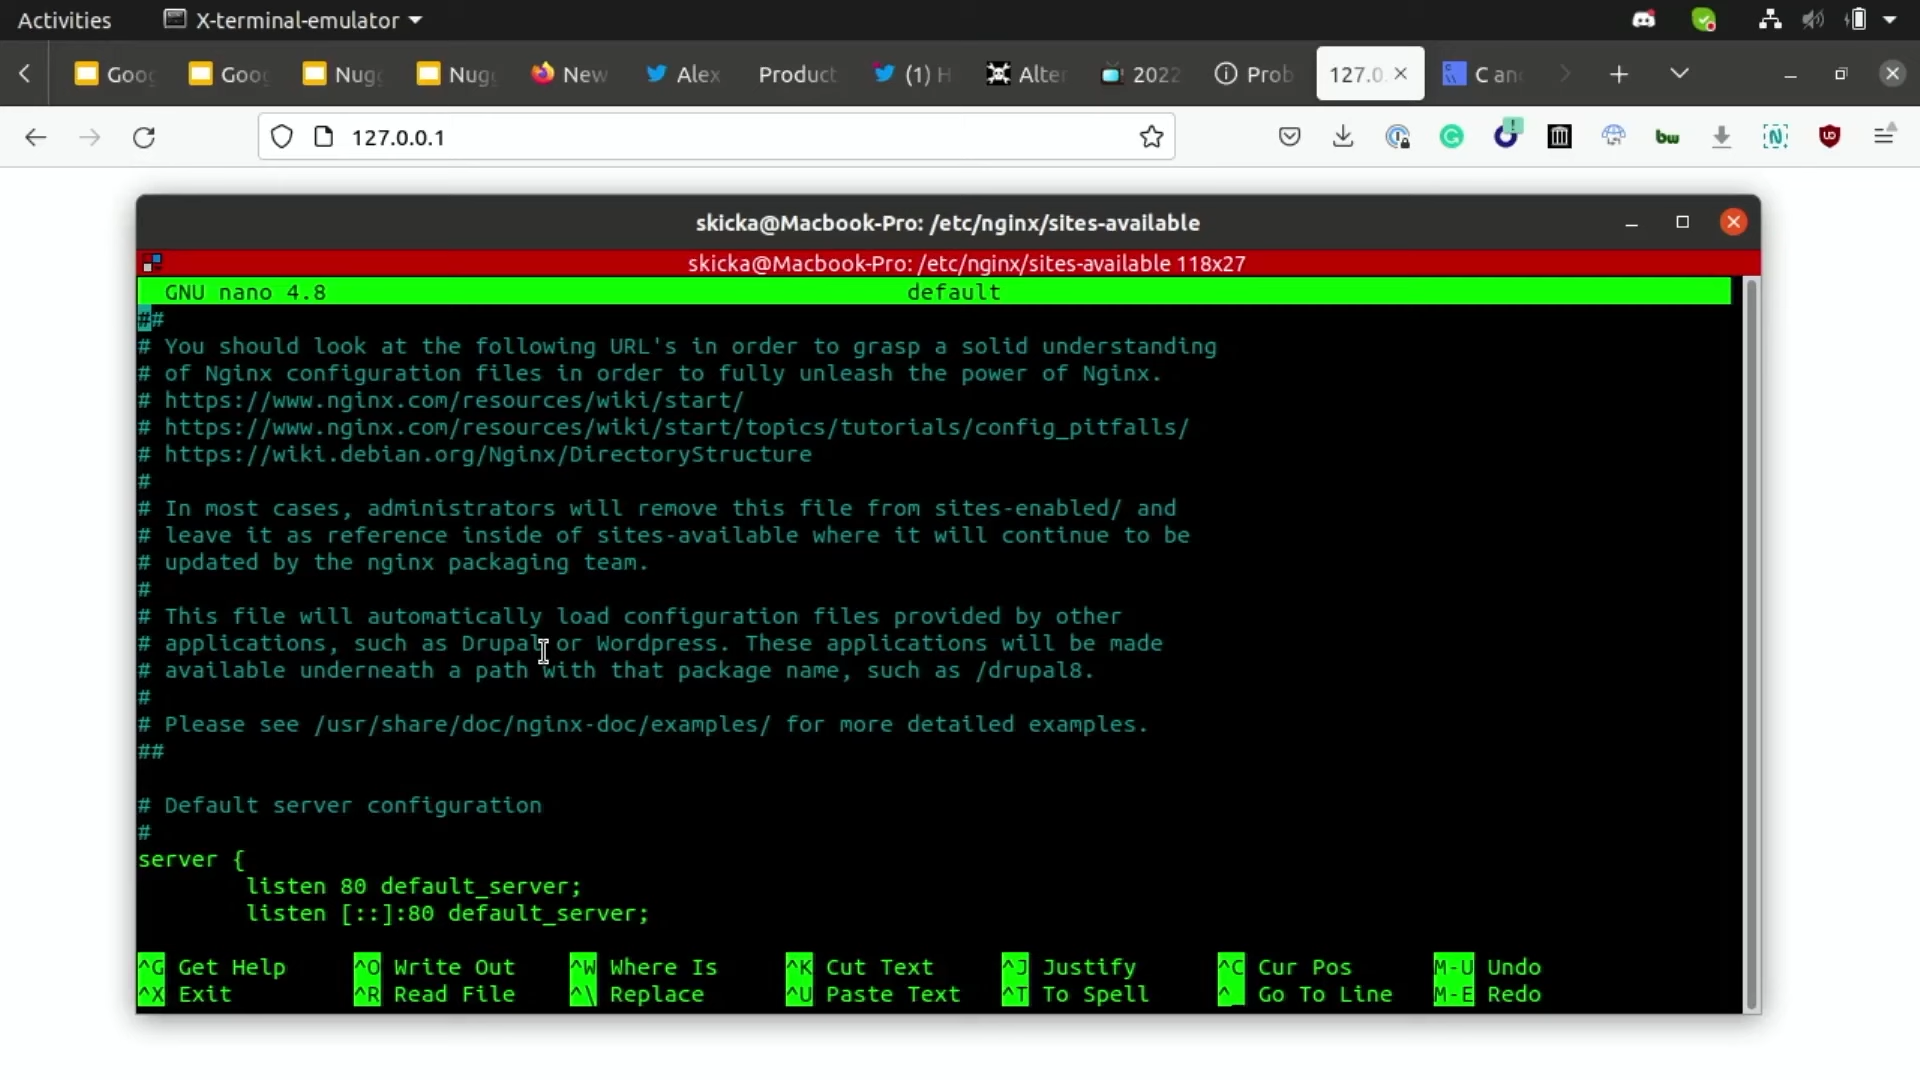 Activities X-terminal-emulator
Goog Goog Nugg Nugg New Alex Product (1) H Alter 2022 Prob 127.0. C and
127.0.0.1
skicka@Macbook-Pro: /etc/nginx/sites-available
skicka@Macbook-Pro: /etc/nginx/sites-available 118x27
GNU nano 4.8 default
##
# You should look at the following URL's in order to grasp a solid understanding
# of Nginx configuration files in order to fully unleash the power of Nginx.
# https://www.nginx.com/resources/wiki/start/
# https://www.nginx.com/resources/wiki/start/topics/tutorials/config_pitfalls/
# https://wiki.debian.org/Nginx/DirectoryStructure
#
# In most cases, administrators will remove this file from sites-enabled/ and
# leave it as reference inside of sites-available where it will continue to be
# updated by the nginx packaging team.
#
# This file will automatically load configuration files provided by other
# applications, such as Drupal or Wordpress. These applications will be made
# available underneath a path with that package name, such as /drupal8.
#
# Please see /usr/share/doc/nginx-doc/examples/ for more detailed examples.
##
# Default server configuration
#
server {
listen 80 default_server;
listen [::]:80 default_server;
^G Get Help ^O Write Out ^W Where Is ^K Cut Text ^J Justify ^C Cur Pos M-U Undo
^X Exit ^R Read File ^\ Replace ^U Paste Text ^T To Spell ^_ Go To Line M-E Redo